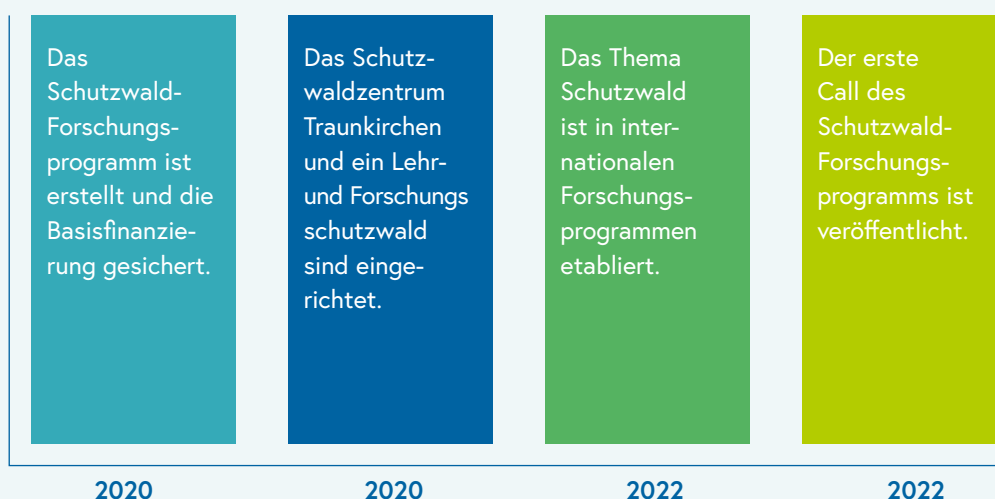 Das
Schutzwald-
Forschungs-
programm ist
erstellt und die
Basisfinanzie-
rung gesichert.
Das Schutz-
waldzentrum
Traunkirchen
und ein Lehr-
und Forschungs
schutzwald
sind einge-
richtet.
Das Thema
Schutzwald
ist in inter-
nationalen
Forschungs-
programmen
etabliert.
Der erste
Call des
Schutzwald-
Forschungs-
programms ist
veröffentlicht.
2020
2020
2022
2022